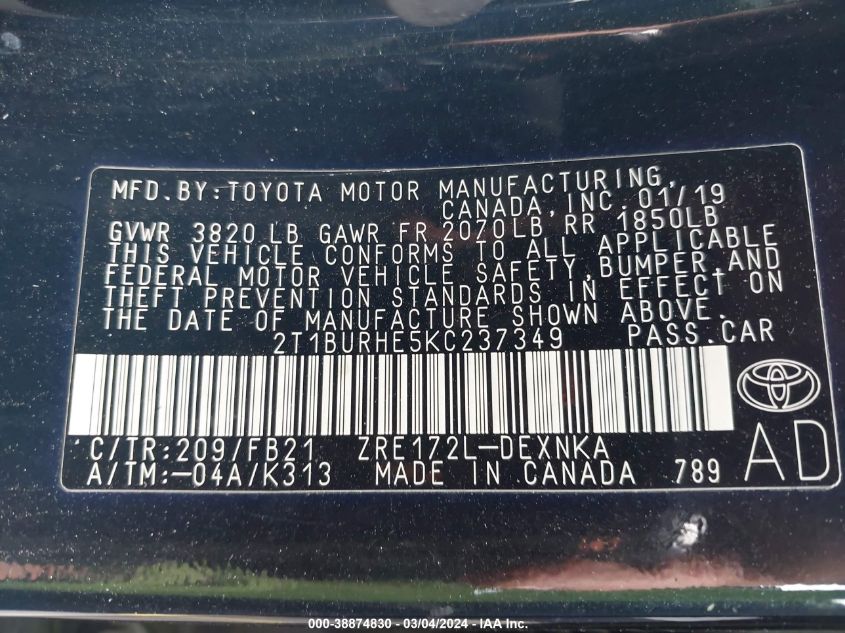 MFD. BY: TOYOTA MOTOR MANUFACTURING,
CANADA, INC. 01/19
GVWR 3820 LB GAWR FR 2070LB, RR 1850LB
THIS VEHICLE CONFORMS TO ALL APPLICABLE
FEDERAL MOTOR VEHICLE SAFETY, BUMPER, AND
THEFT PREVENTION STANDARDS IN EFFECT ON
THE DATE OF MANUFACTURE SHOWN ABOVE.
2T1BURHE5KC237349 PASS. CAR
C/TR: 209/FB21 ZRE172L-DEXNKA
A/TM: -04A/K313 MADE IN CANADA 789 AD
000-38874830 - 03/04/2024 - IAA Inc.